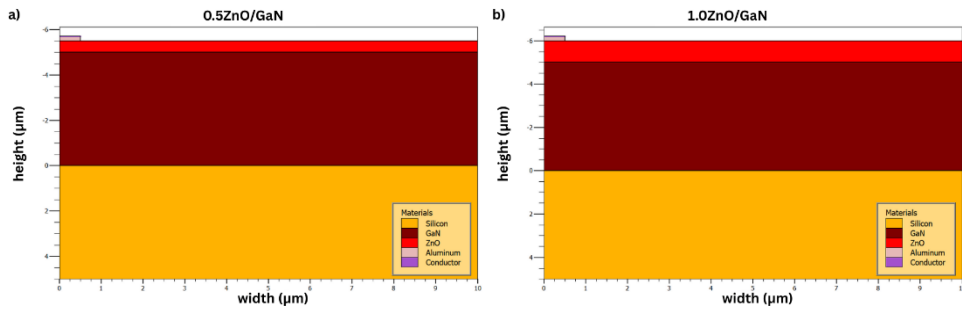 a) 0.5ZnO/GaN
height (µm)
-6
-4
-2
0
2
4
Materials
Silicon
GaN
ZnO
Aluminum
Conductor
0 1 2 3 4 5 6 7 8 9 10
width (µm)
b) 1.0ZnO/GaN
height (µm)
-6
-4
-2
0
2
4
Materials
Silicon
GaN
ZnO
Aluminum
Conductor
0 1 2 3 4 5 6 7 8 9 10
width (µm)